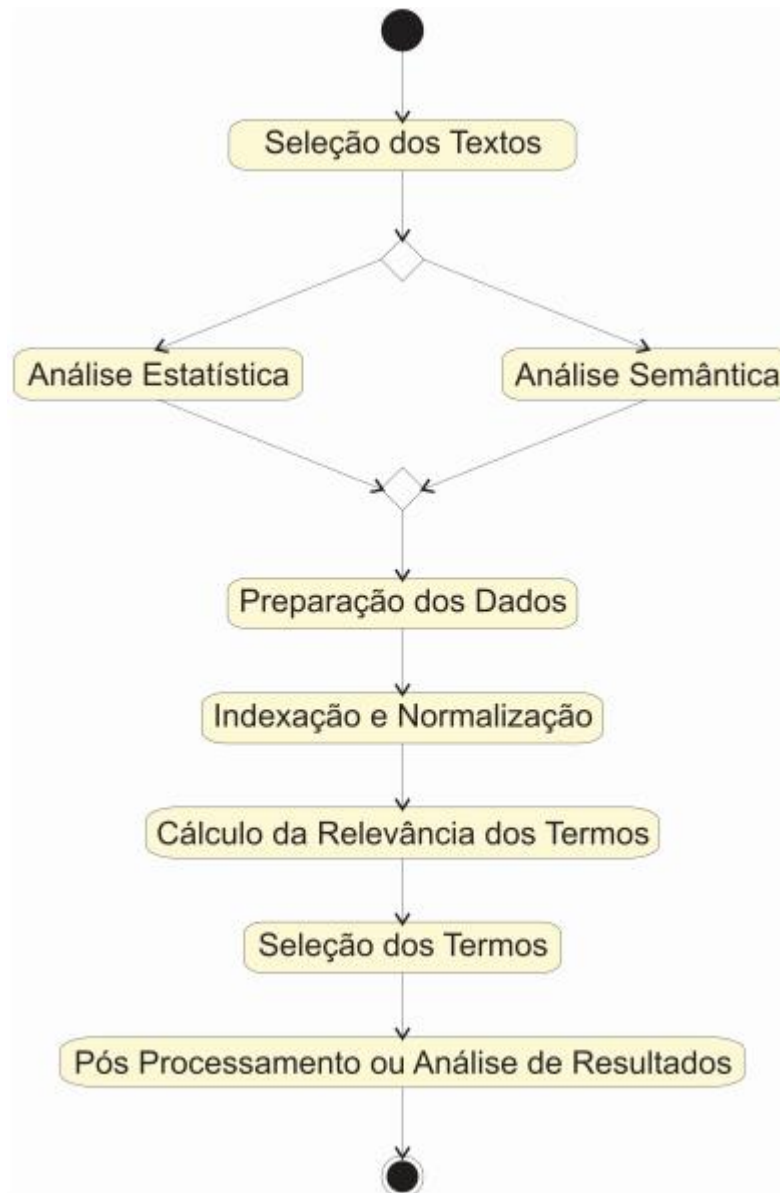 Seleção dos Textos
Análise Estatística
Análise Semântica
Preparação dos Dados
Indexação e Normalização
Cálculo da Relevância dos Termos
Seleção dos Termos
Pós Processamento ou Análise de Resultados